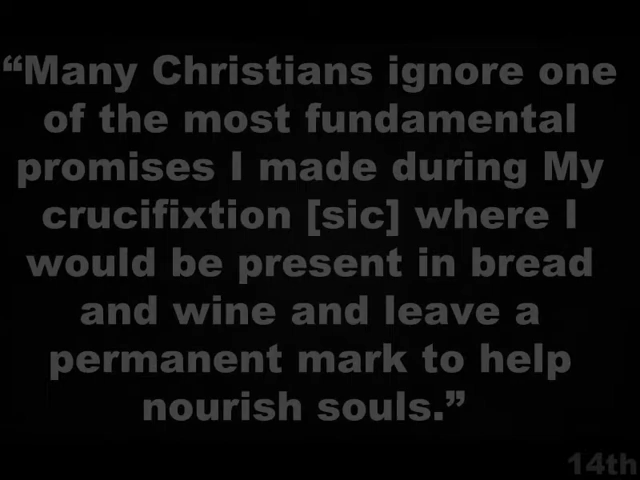 “Many Christians ignore one
of the most fundamental
promises I made during My
crucifixtion [sic] where I
would be present in bread
and wine and leave a
permanent mark to help
nourish souls.”
14th